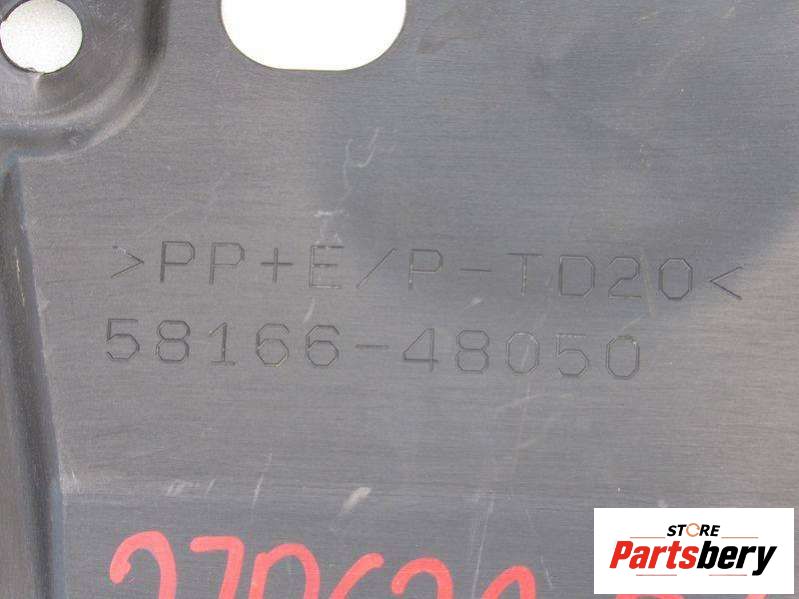 >PP+E/P-TD20<
58166-48050
STORE
Partsbery